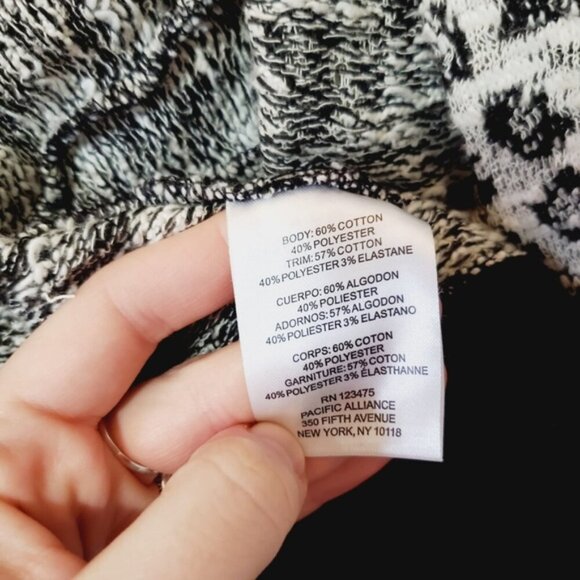 BODY: 60% COTTON
40% POLYESTER
TRIM: 57% COTTON
40% POLYESTER 3% ELASTANE
CUERPO: 60% ALGODON
40% POLIESTER
ADORNOS: 57% ALGODON
40% POLIESTER 3% ELASTANO
CORPS: 60% COTON
40% POLYESTER
GARNITURE: 57% COTON
40% POLYESTER 3% ÉLASTHANNE
RN 123475
PACIFIC ALLIANCE
350 FIFTH AVENUE
NEW YORK, NY 10118